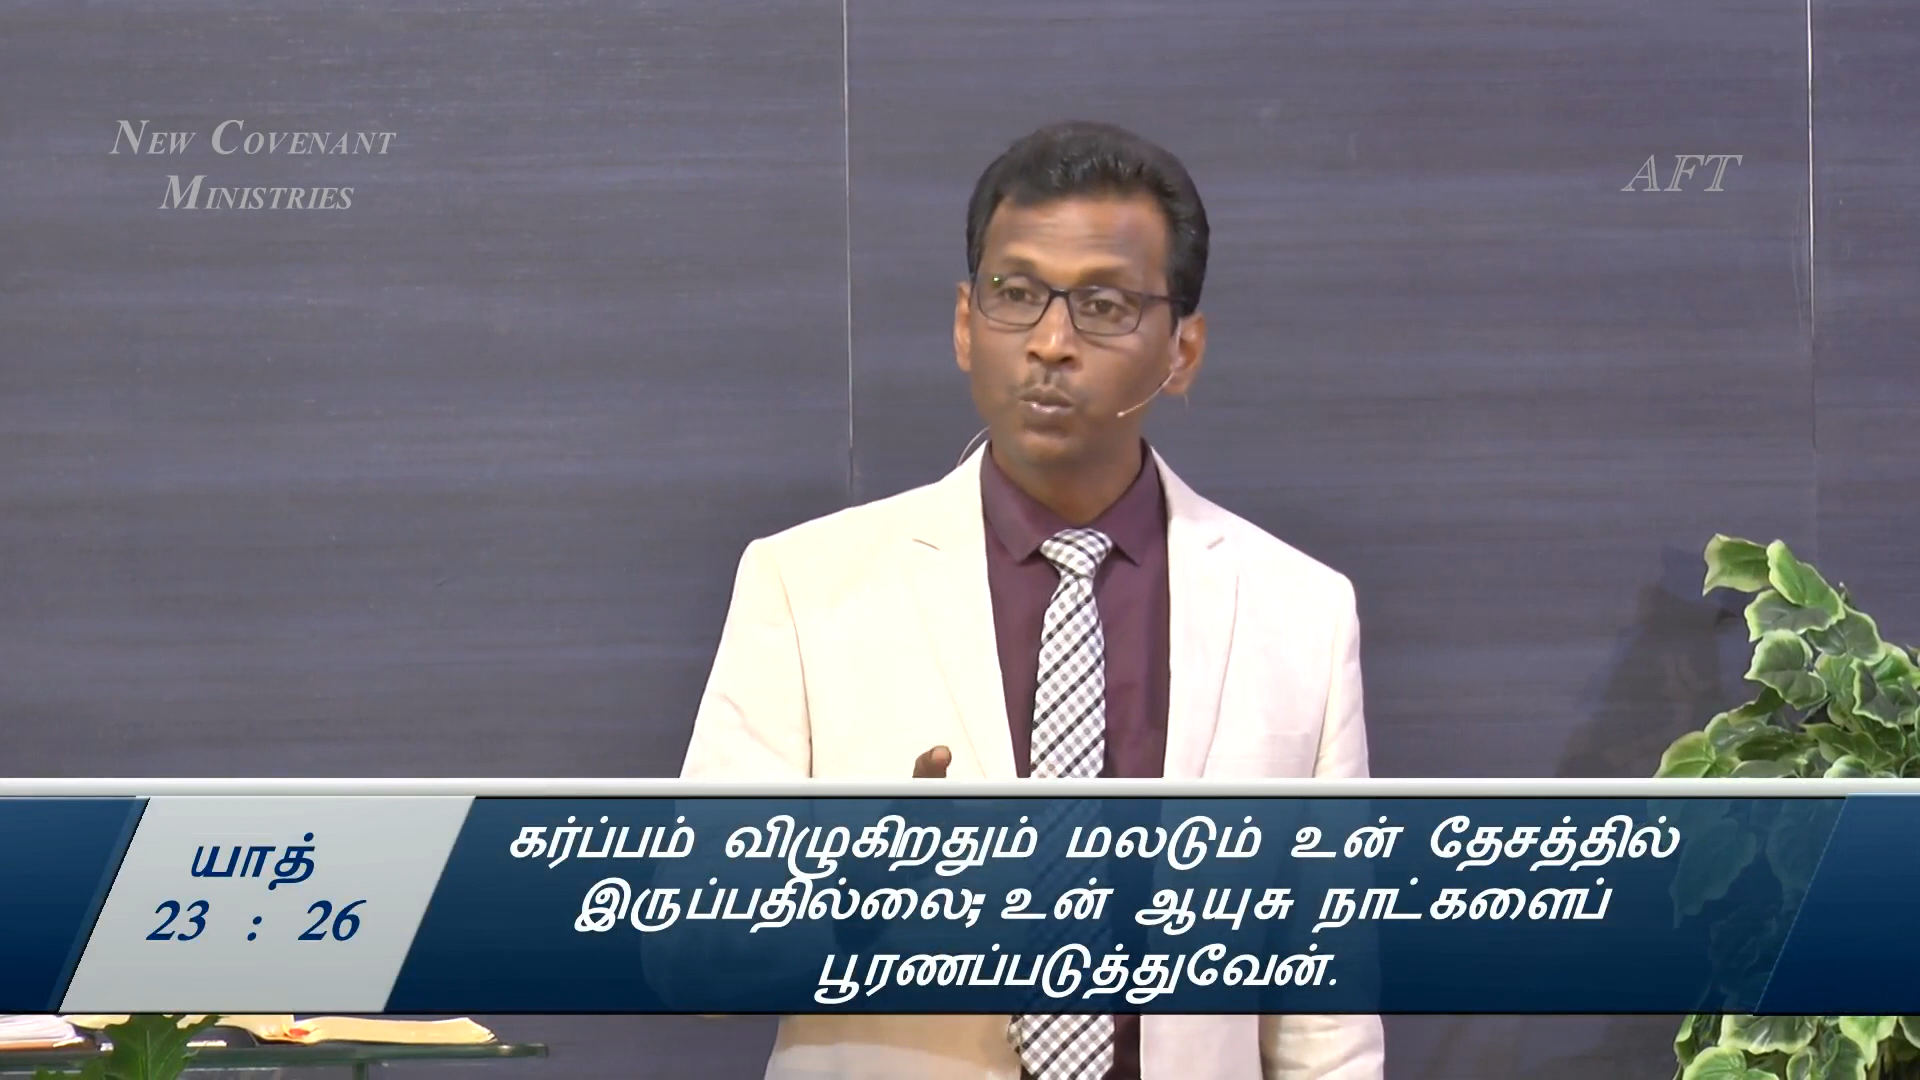 NEW COVENANT
MINISTRIES
AFT
யாத்
23 : 26
கர்ப்பம் விழுகிறதும் மலடும் உன் தேசத்தில்
இருப்பதில்லை; உன் ஆயுசு நாட்களைப்
பூரணப்படுத்துவேன்.